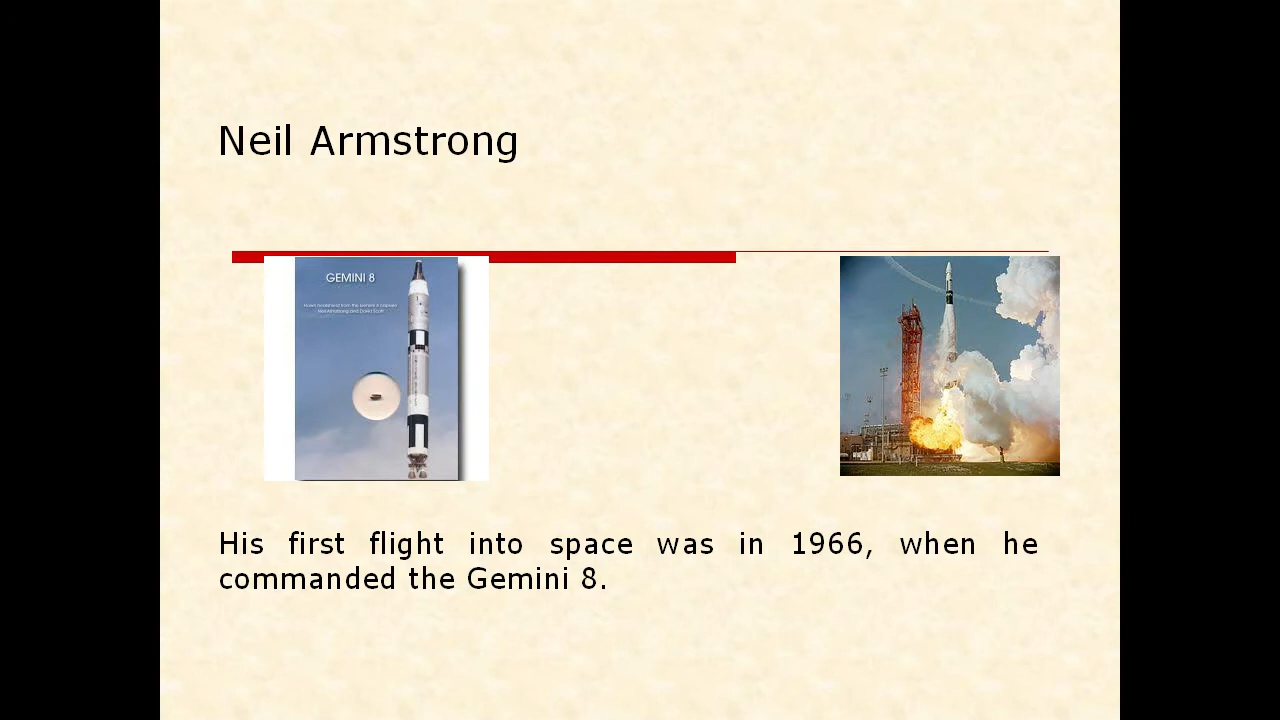 Neil Armstrong
GEMINI 8
His first flight into space was in 1966, when he
commanded the Gemini 8.